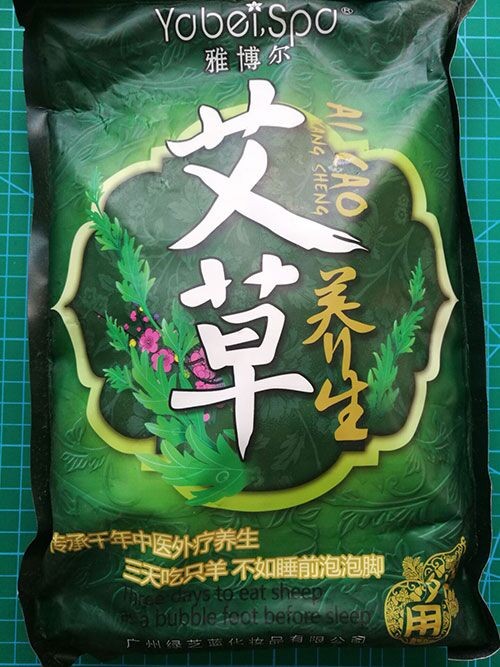 YabeiSpa®
雅博尔
艾草
AI CAO
YANG SHENG
养生
传承千年中医外疗养生
三天吃只羊 不如睡前泡泡脚
Three days to eat sheep
as a bubble foot before sleep
广州绿芝蓝化妆品有限公司
用